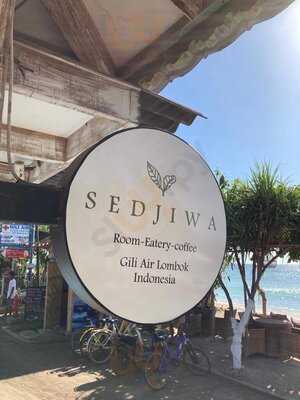 SEDJIWA
Room-Eatery-coffee
Gili Air Lombok
Indonesia